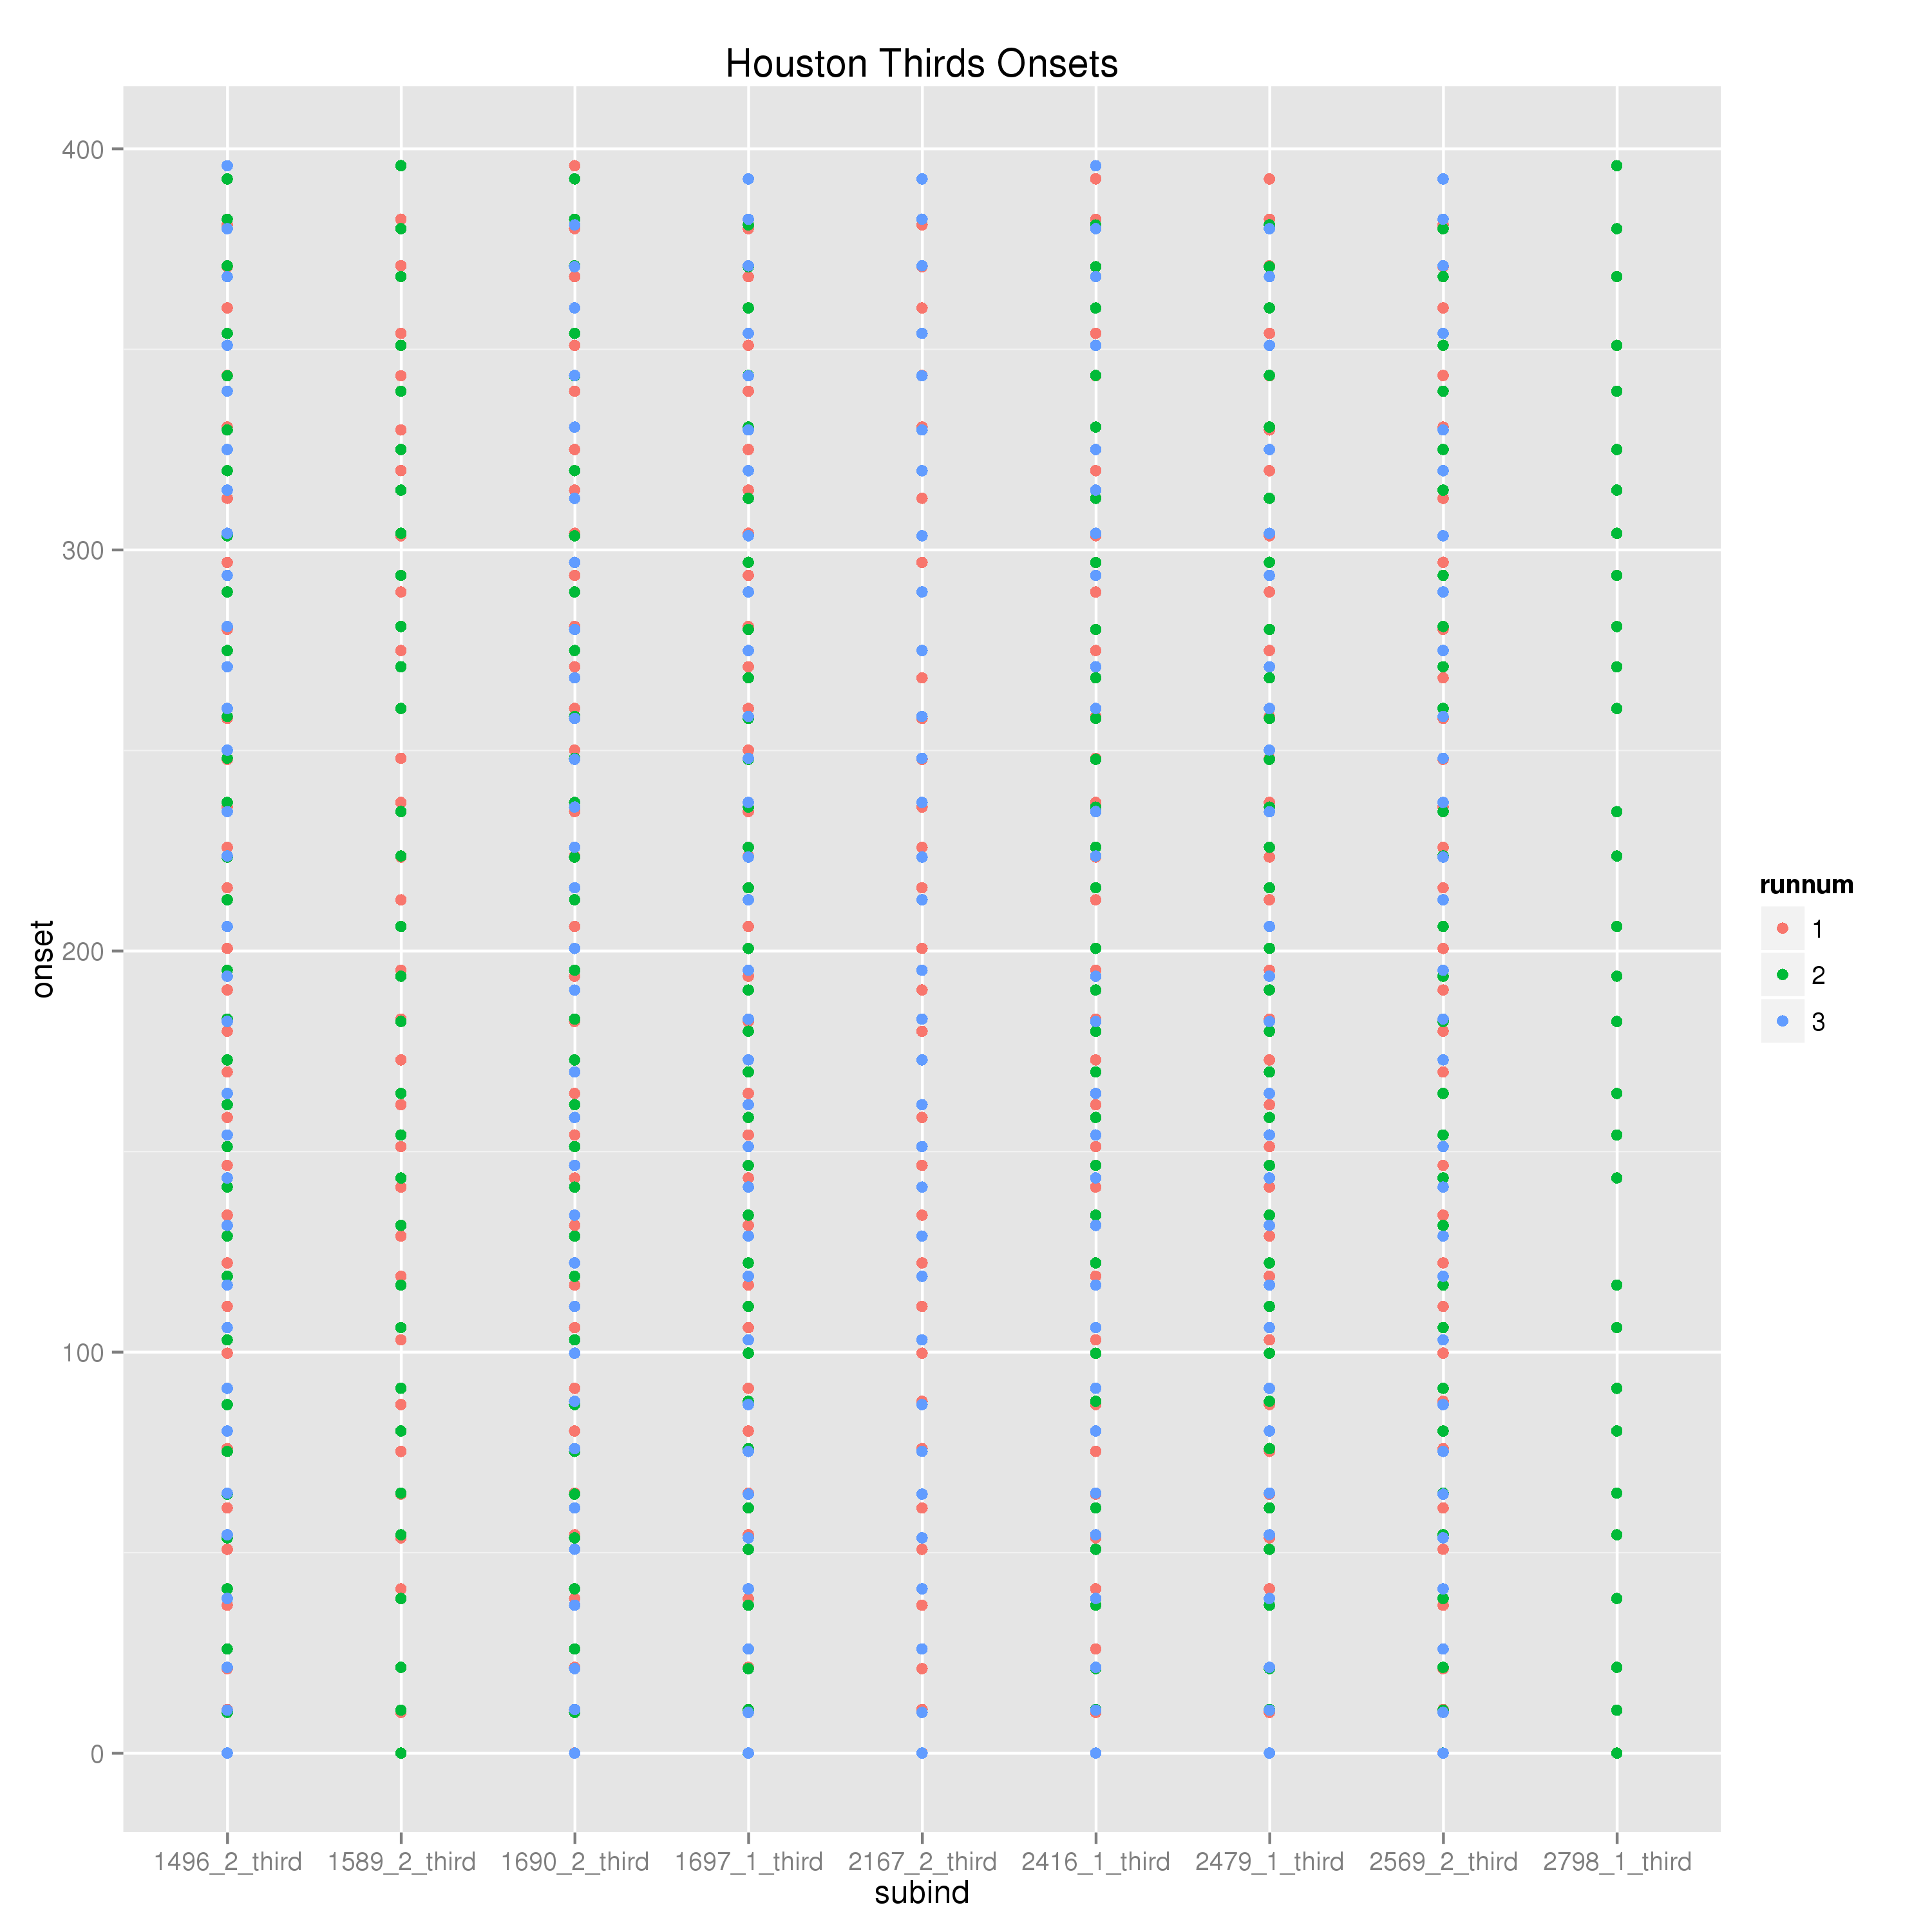 Houston Thirds Onsets
400
300
200
100
0
onset
1496_2_third 1589_2_third 1690_2_third 1697_1_third 2167_2_third 2416_1_third 2479_1_third 2569_2_third 2798_1_third
subind
runnum
1
2
3